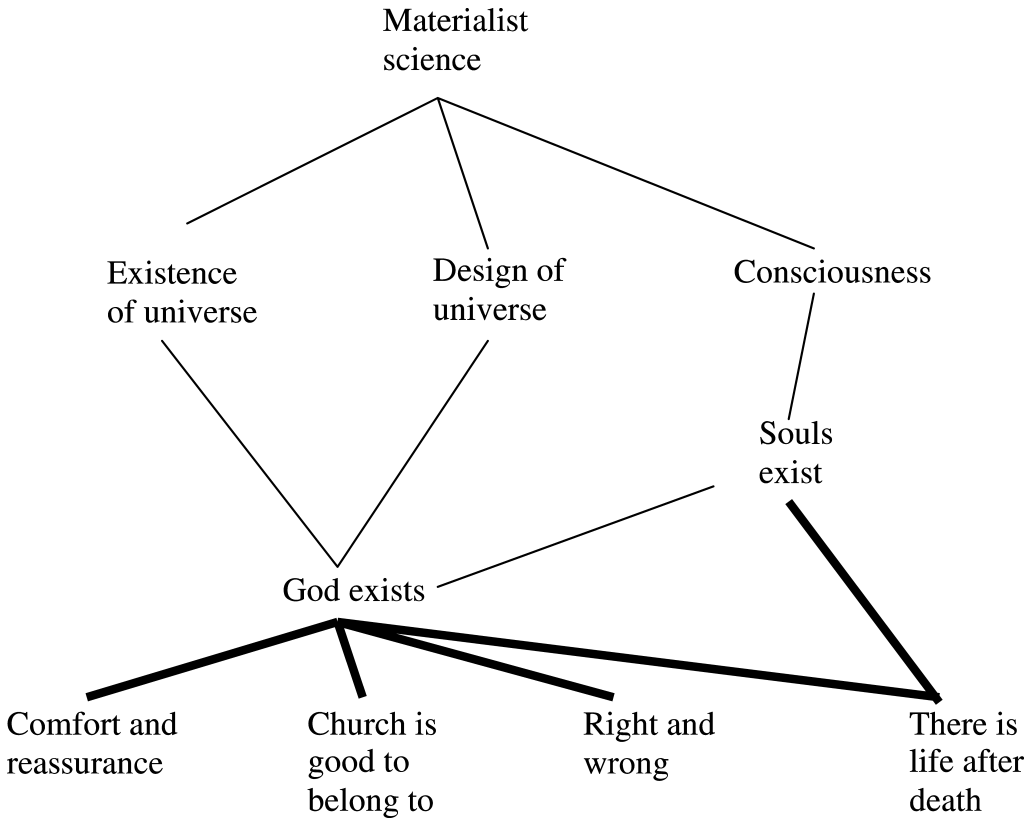 Materialist
science
Existence
of universe
Design of
universe
Consciousness
Souls
exist
God exists
Comfort and
reassurance
Church is
good to
belong to
Right and
wrong
There is
life after
death